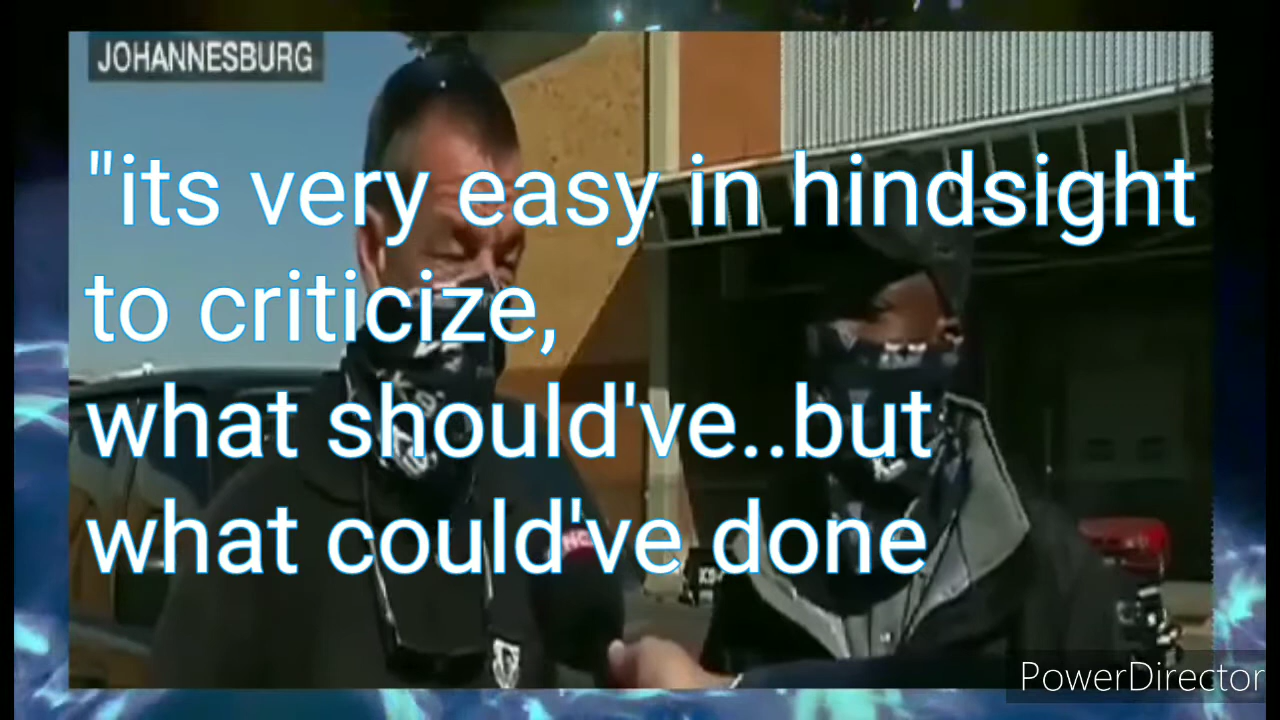 JOHANNESBURG
"its very easy in hindsight
to criticize,
what should've..but
what could've done
PowerDirector